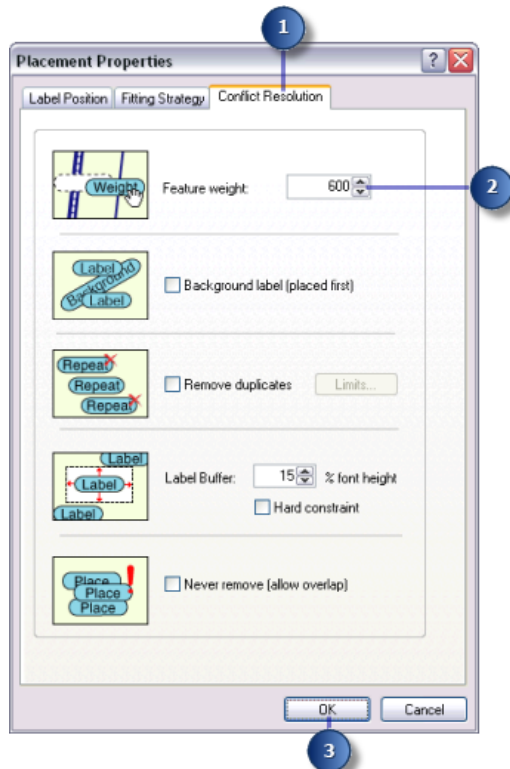 1
Placement Properties
?
Label Position Fitting Strategy Conflict Resolution
Weight
Feature weight: 600
2
Label
Background
Label
Background label (placed first)
Repeat
Repeat
Repeat
Remove duplicates Limits...
Label
Label
Label
Label Buffer: 15 % font height
Hard constraint
Place
Place
Place
!
Never remove (allow overlap)
OK Cancel
3